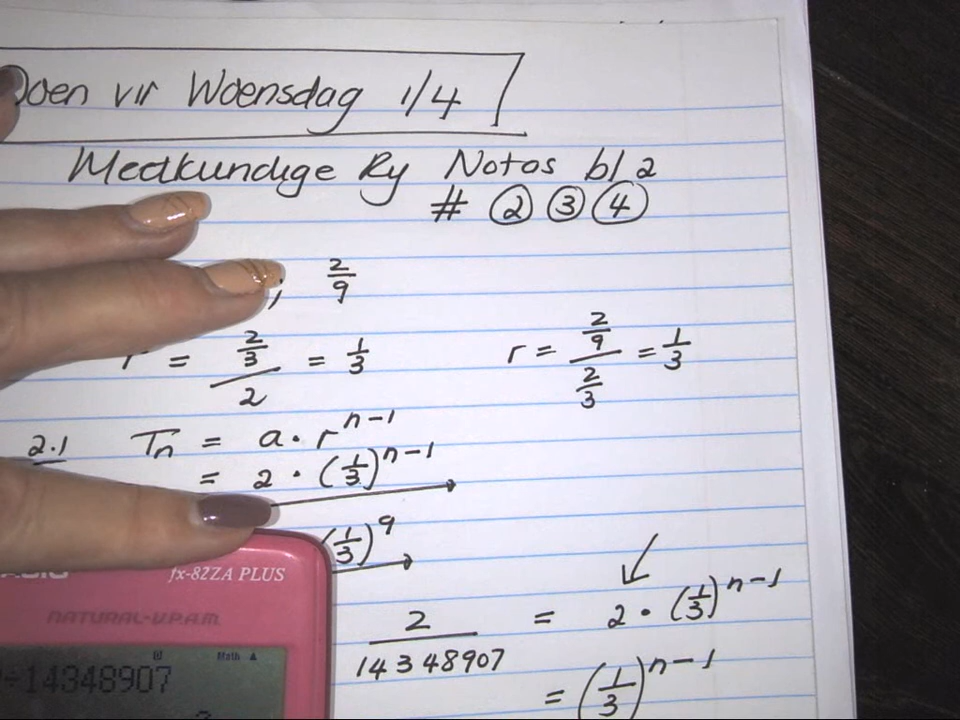 Doen vir Woensdag 1/4
Meetkundige Ry Notas bl 2
# ② ③ ④
; 2/9
r = (2/3)/2 = 1/3 r = (2/9)/(2/3) = 1/3
2.1 Tn = a · r^(n-1)
= 2 · (1/3)^(n-1)
(1/3)^9
fx-82ZA PLUS
NATURAL-V.P.A.M.
2/14348907 = 2 · (1/3)^(n-1)
Math ▲
÷14348907
= (1/3)^(n-1)